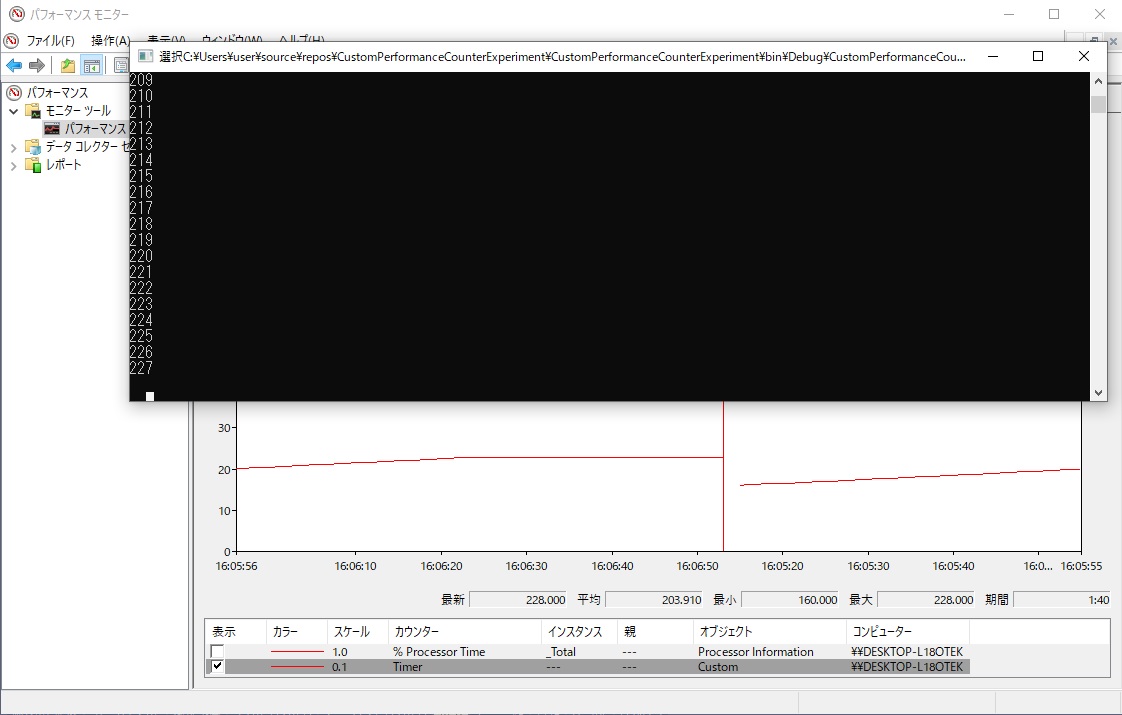 パフォーマンス モニター
ファイル(F) 操作(A) 表示(V) ウィンドウ(W) ヘルプ(H)
選択C:¥Users¥user¥source¥repos¥CustomPerformanceCounterExperiment¥CustomPerformanceCounterExperiment¥bin¥Debug¥CustomPerformanceCou...
パフォーマンス
モニター ツール
パフォーマンス
データ コレクター セ
レポート
209
210
211
212
213
214
215
216
217
218
219
220
221
222
223
224
225
226
227
30
20
10
0
16:05:56 16:06:10 16:06:20 16:06:30 16:06:40 16:06:50 16:05:20 16:05:30 16:05:40 16:0... 16:05:55
最新 228.000 平均 203.910 最小 160.000 最大 228.000 期間 1:40
表示 カラー スケール カウンター インスタンス 親 オブジェクト コンピューター
1.0 % Processor Time _Total --- Processor Information ¥¥DESKTOP-L18OTEK
0.1 Timer --- --- Custom ¥¥DESKTOP-L18OTEK